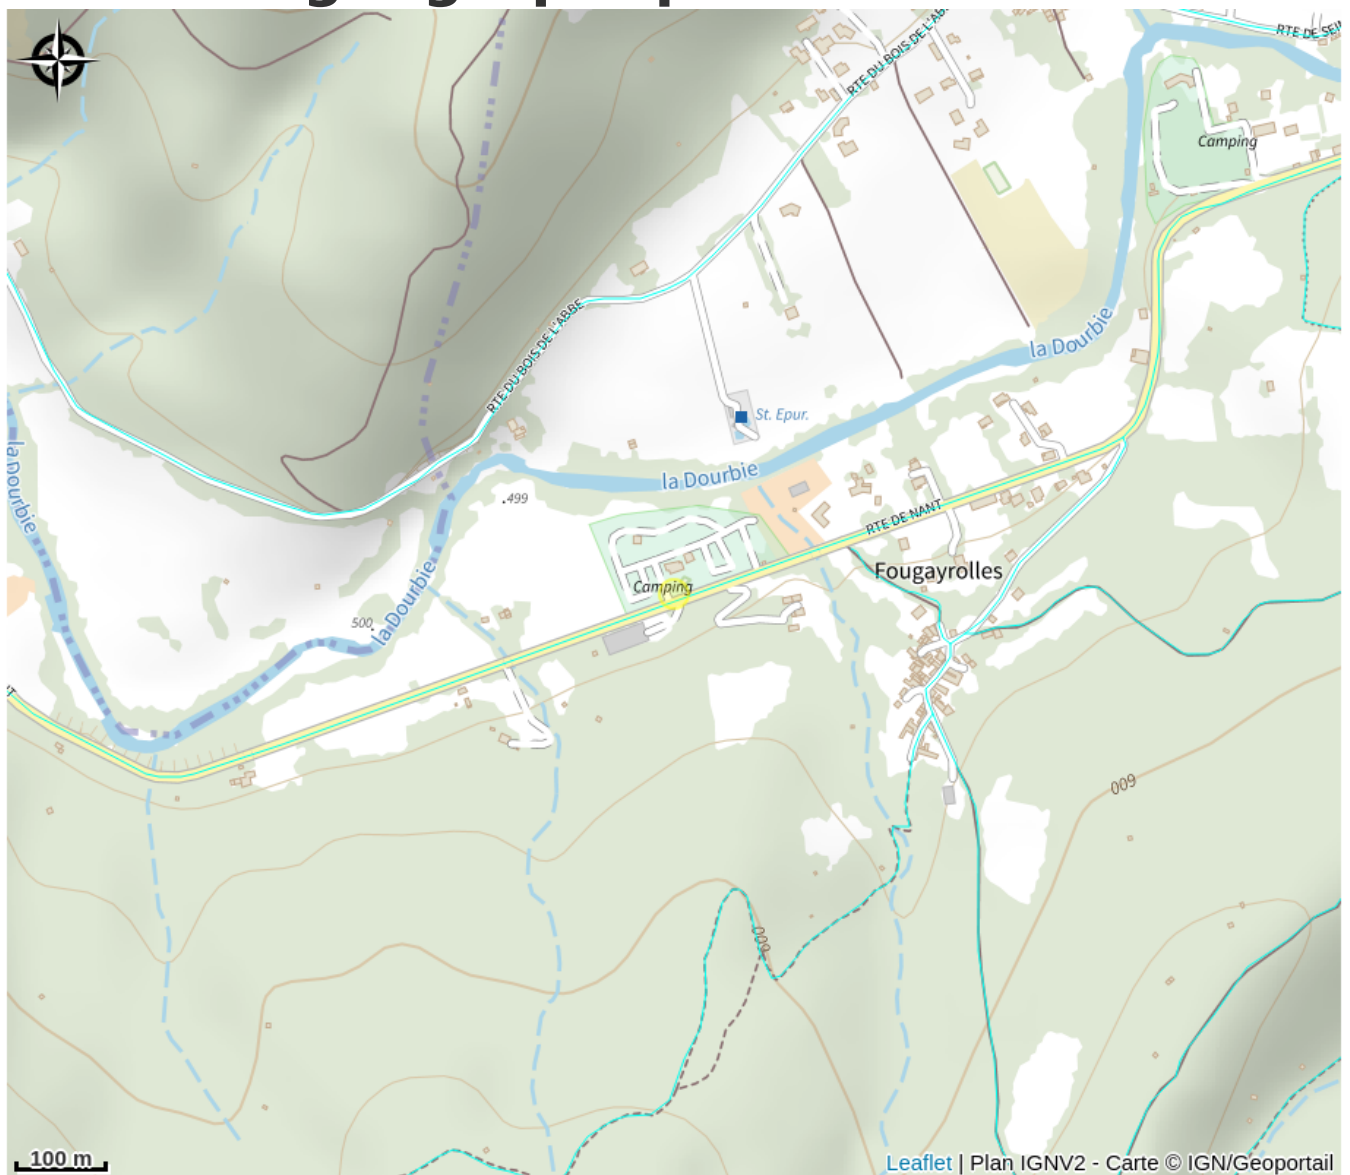 RTE DE SEI
RTE DU BOIS DE L'AB
Camping
la Dourbie
RTE DU BOIS DE L'ABBE
St. Epur.
la Dourbie
la Dourbie
.499
RTE DE NANT
Fougayrolles
Camping
la Dourbie
500.
T
600
600
100 m
Leaflet | Plan IGNV2 - Carte © IGN/Geoportail